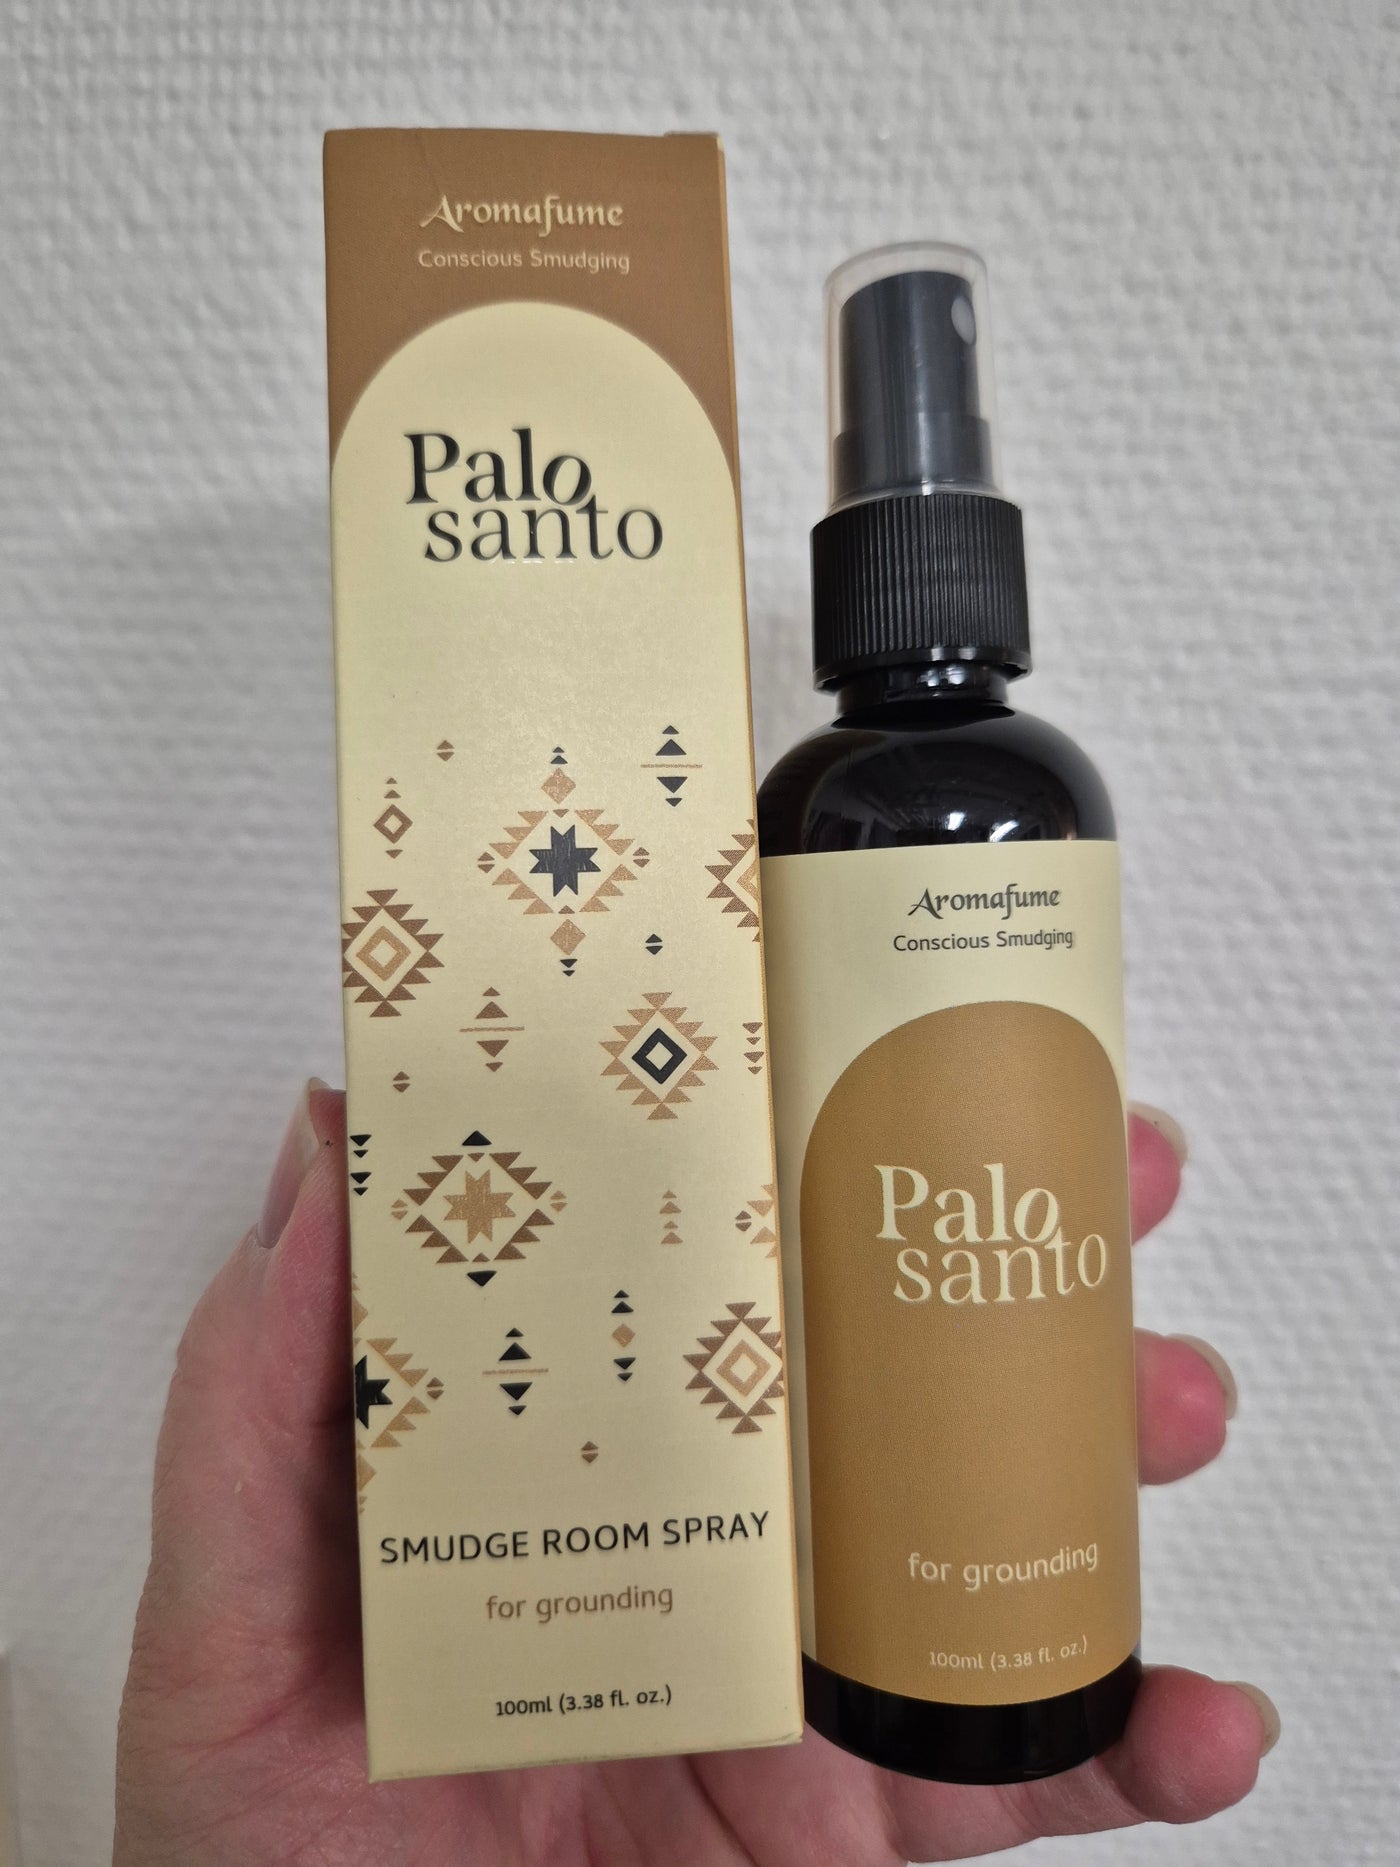 Aromafume
Conscious Smudging
Palo
santo
SMUDGE ROOM SPRAY
for grounding
100ml (3.38 fl. oz.)
Aromafume
Conscious Smudging
Palo
santo
for grounding
100ml (3.38 fl. oz.)